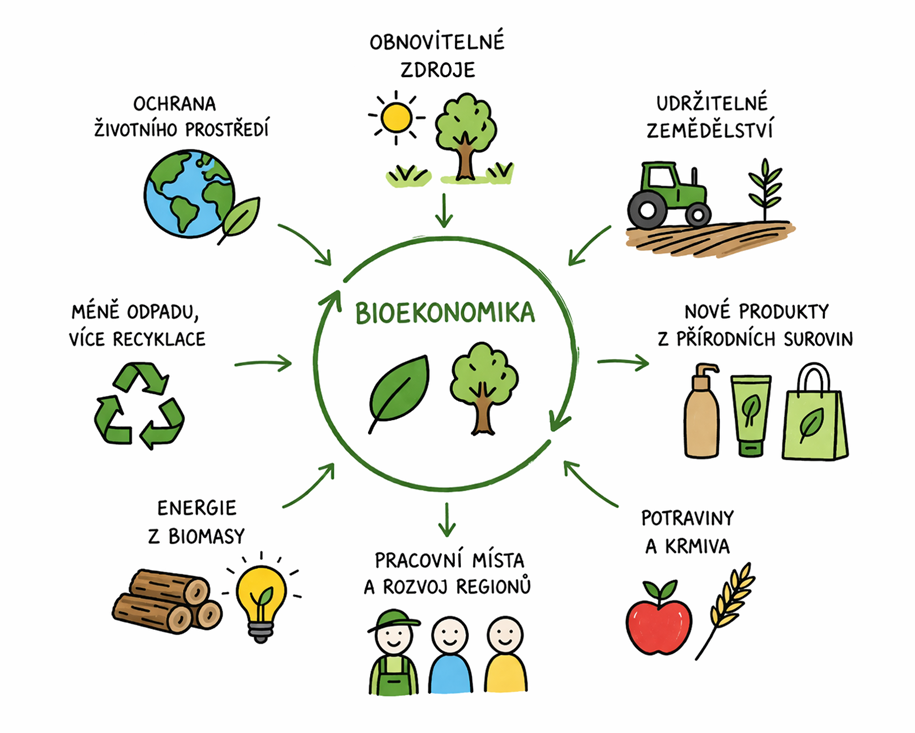 OBNOVITELNÉ
ZDROJE
OCHRANA
ŽIVOTNÍHO PROSTŘEDÍ
UDRŽITELNÉ
ZEMĚDĚLSTVÍ
MÉNĚ ODPADU,
VÍCE RECYKLACE
BIOEKONOMIKA
NOVÉ PRODUKTY
Z PŘÍRODNÍCH SUROVIN
ENERGIE
Z BIOMASY
PRACOVNÍ MÍSTA
A ROZVOJ REGIONŮ
POTRAVINY
A KRMIVA